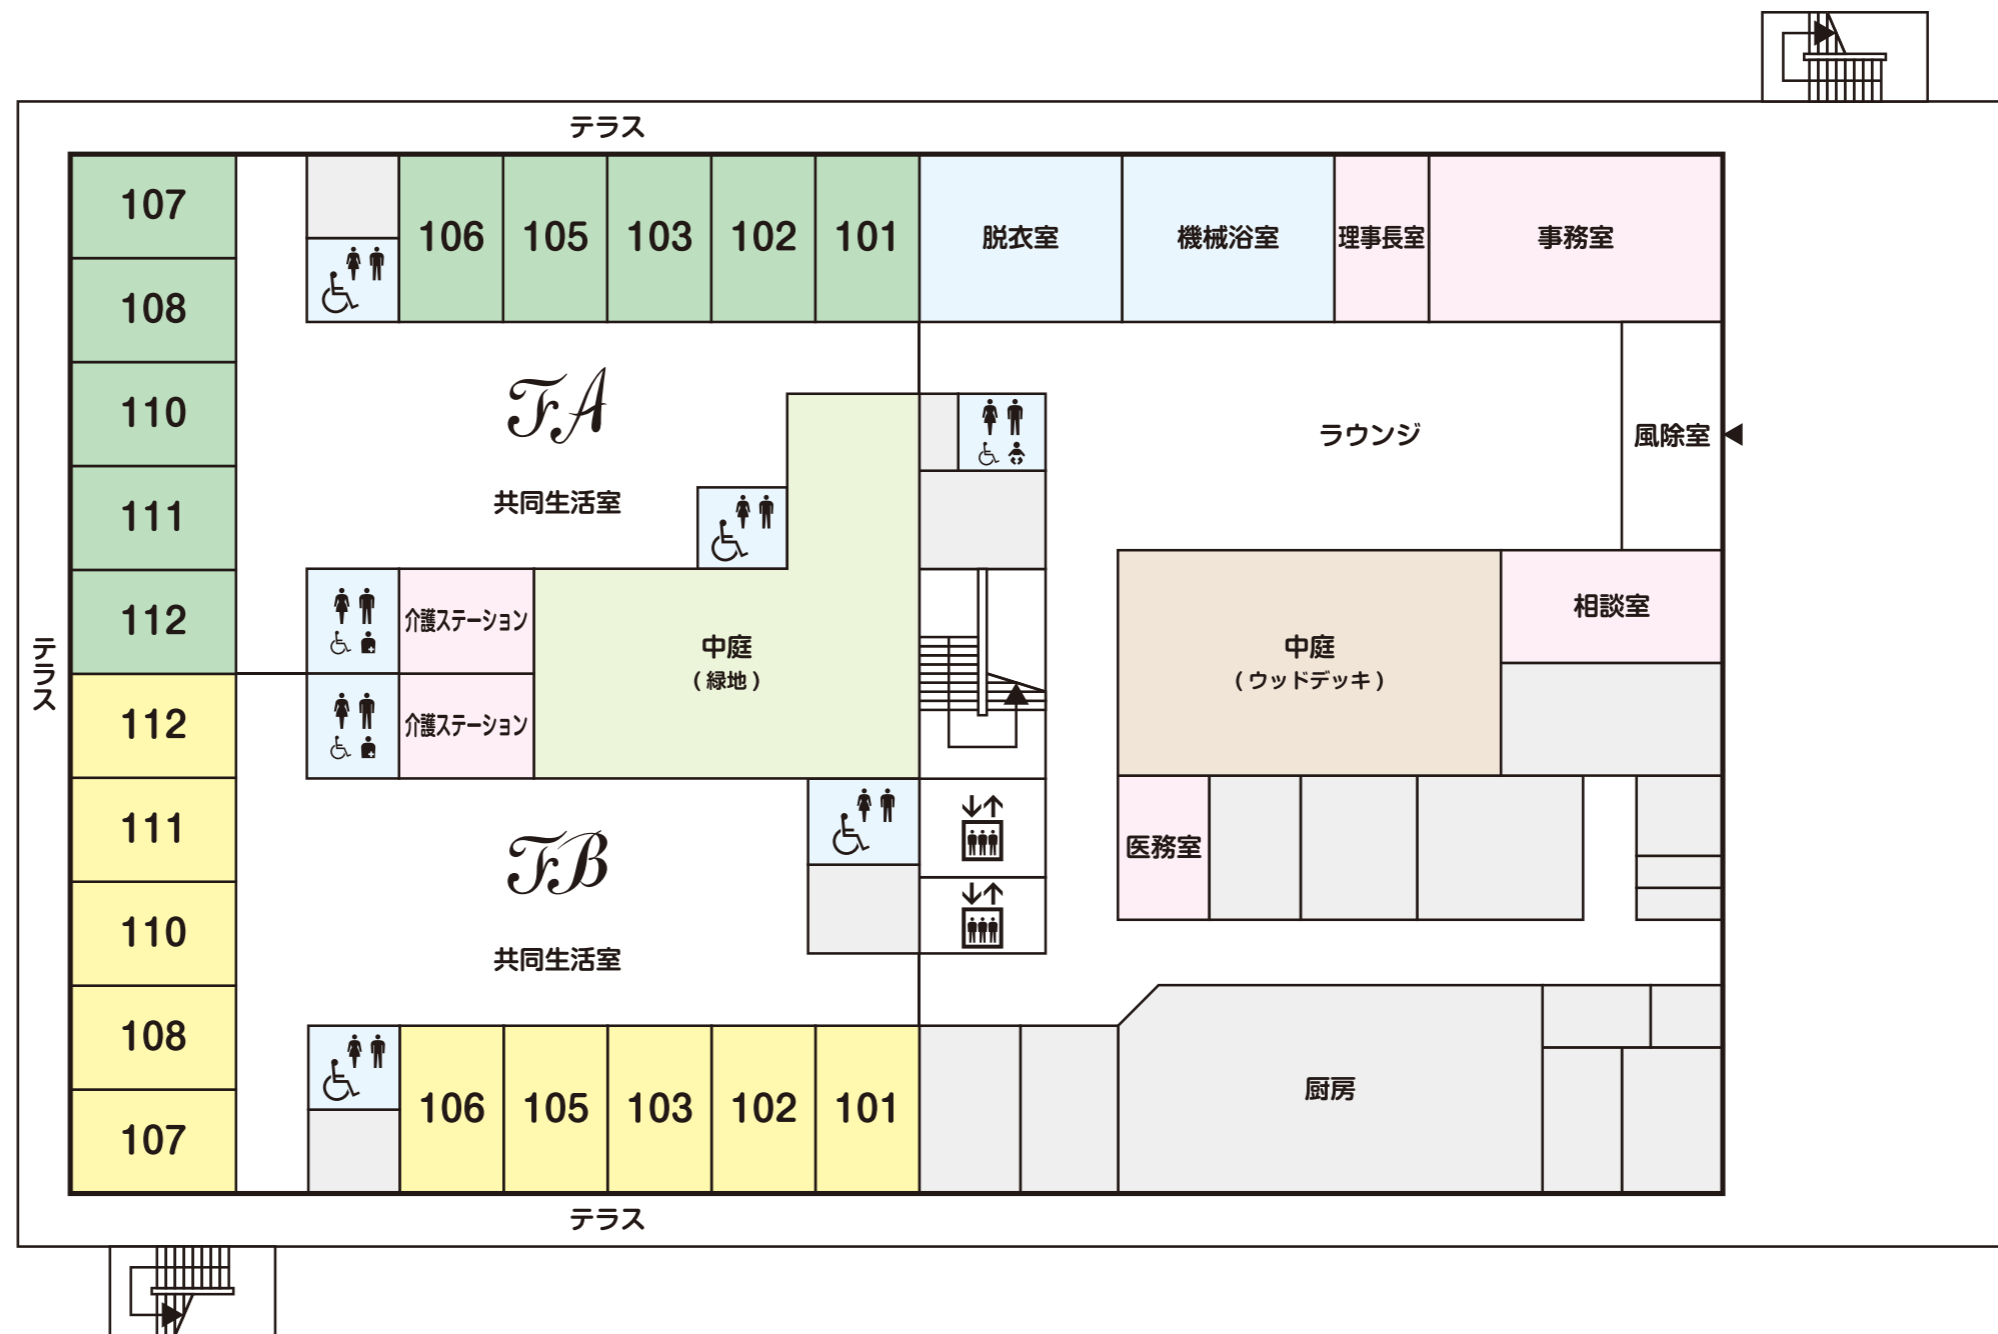 テラス
107
106
105
103
102
101
脱衣室
機械浴室
理事長室
事務室
108
110
FA
ラウンジ
風除室
111
共同生活室
112
介護ステーション
中庭
(緑地)
中庭
(ウッドデッキ)
相談室
テラス
112
介護ステーション
111
FB
医務室
110
共同生活室
108
106
105
103
102
101
厨房
107
テラス